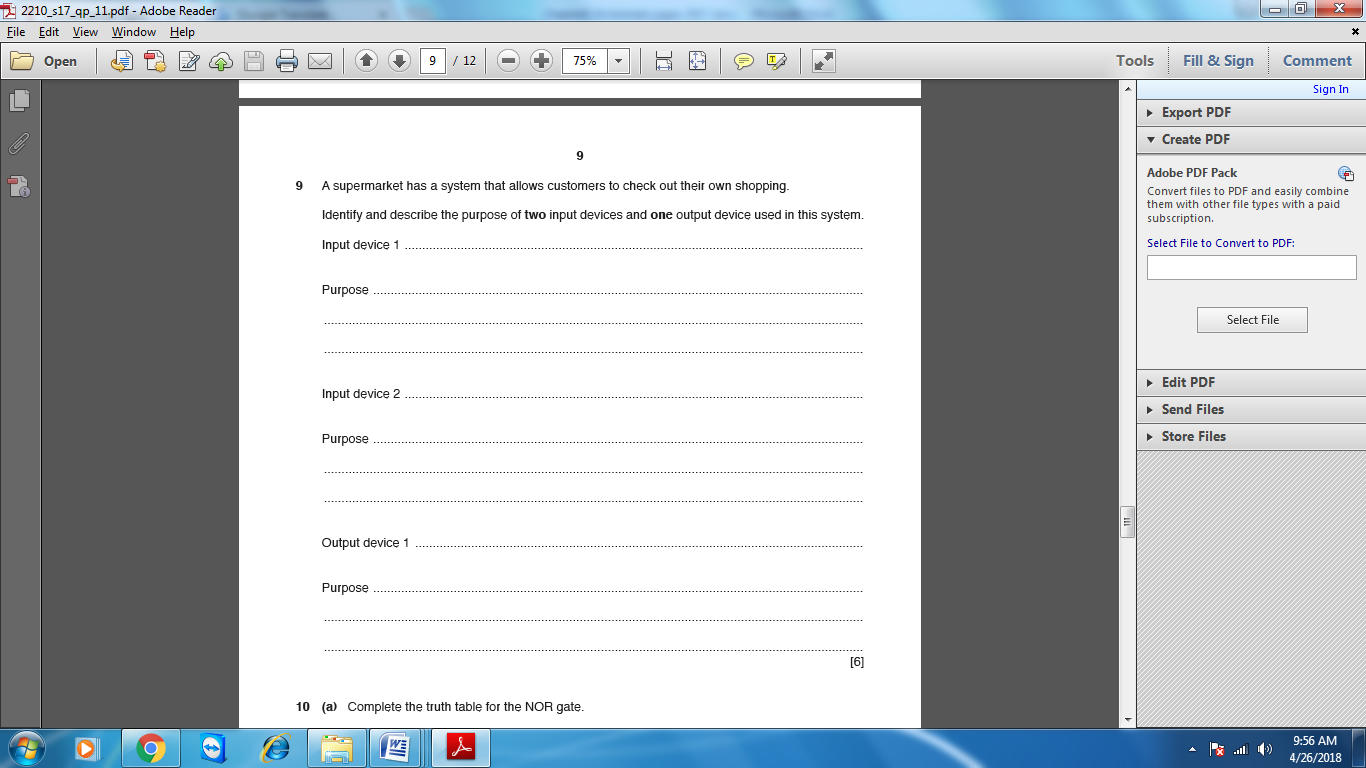 2210_s17_qp_11.pdf - Adobe Reader
File Edit View Window Help
Open 9 / 12 75% Tools Fill & Sign Comment
Sign In
Export PDF
Create PDF
Adobe PDF Pack
Convert files to PDF and easily combine
them with other file types with a paid
subscription.
Select File to Convert to PDF:
Select File
Edit PDF
Send Files
Store Files
9
9 A supermarket has a system that allows customers to check out their own shopping.
Identify and describe the purpose of two input devices and one output device used in this system.
Input device 1
Purpose
Input device 2
Purpose
Output device 1
Purpose
[6]
10 (a) Complete the truth table for the NOR gate.
9:56 AM
4/26/2018